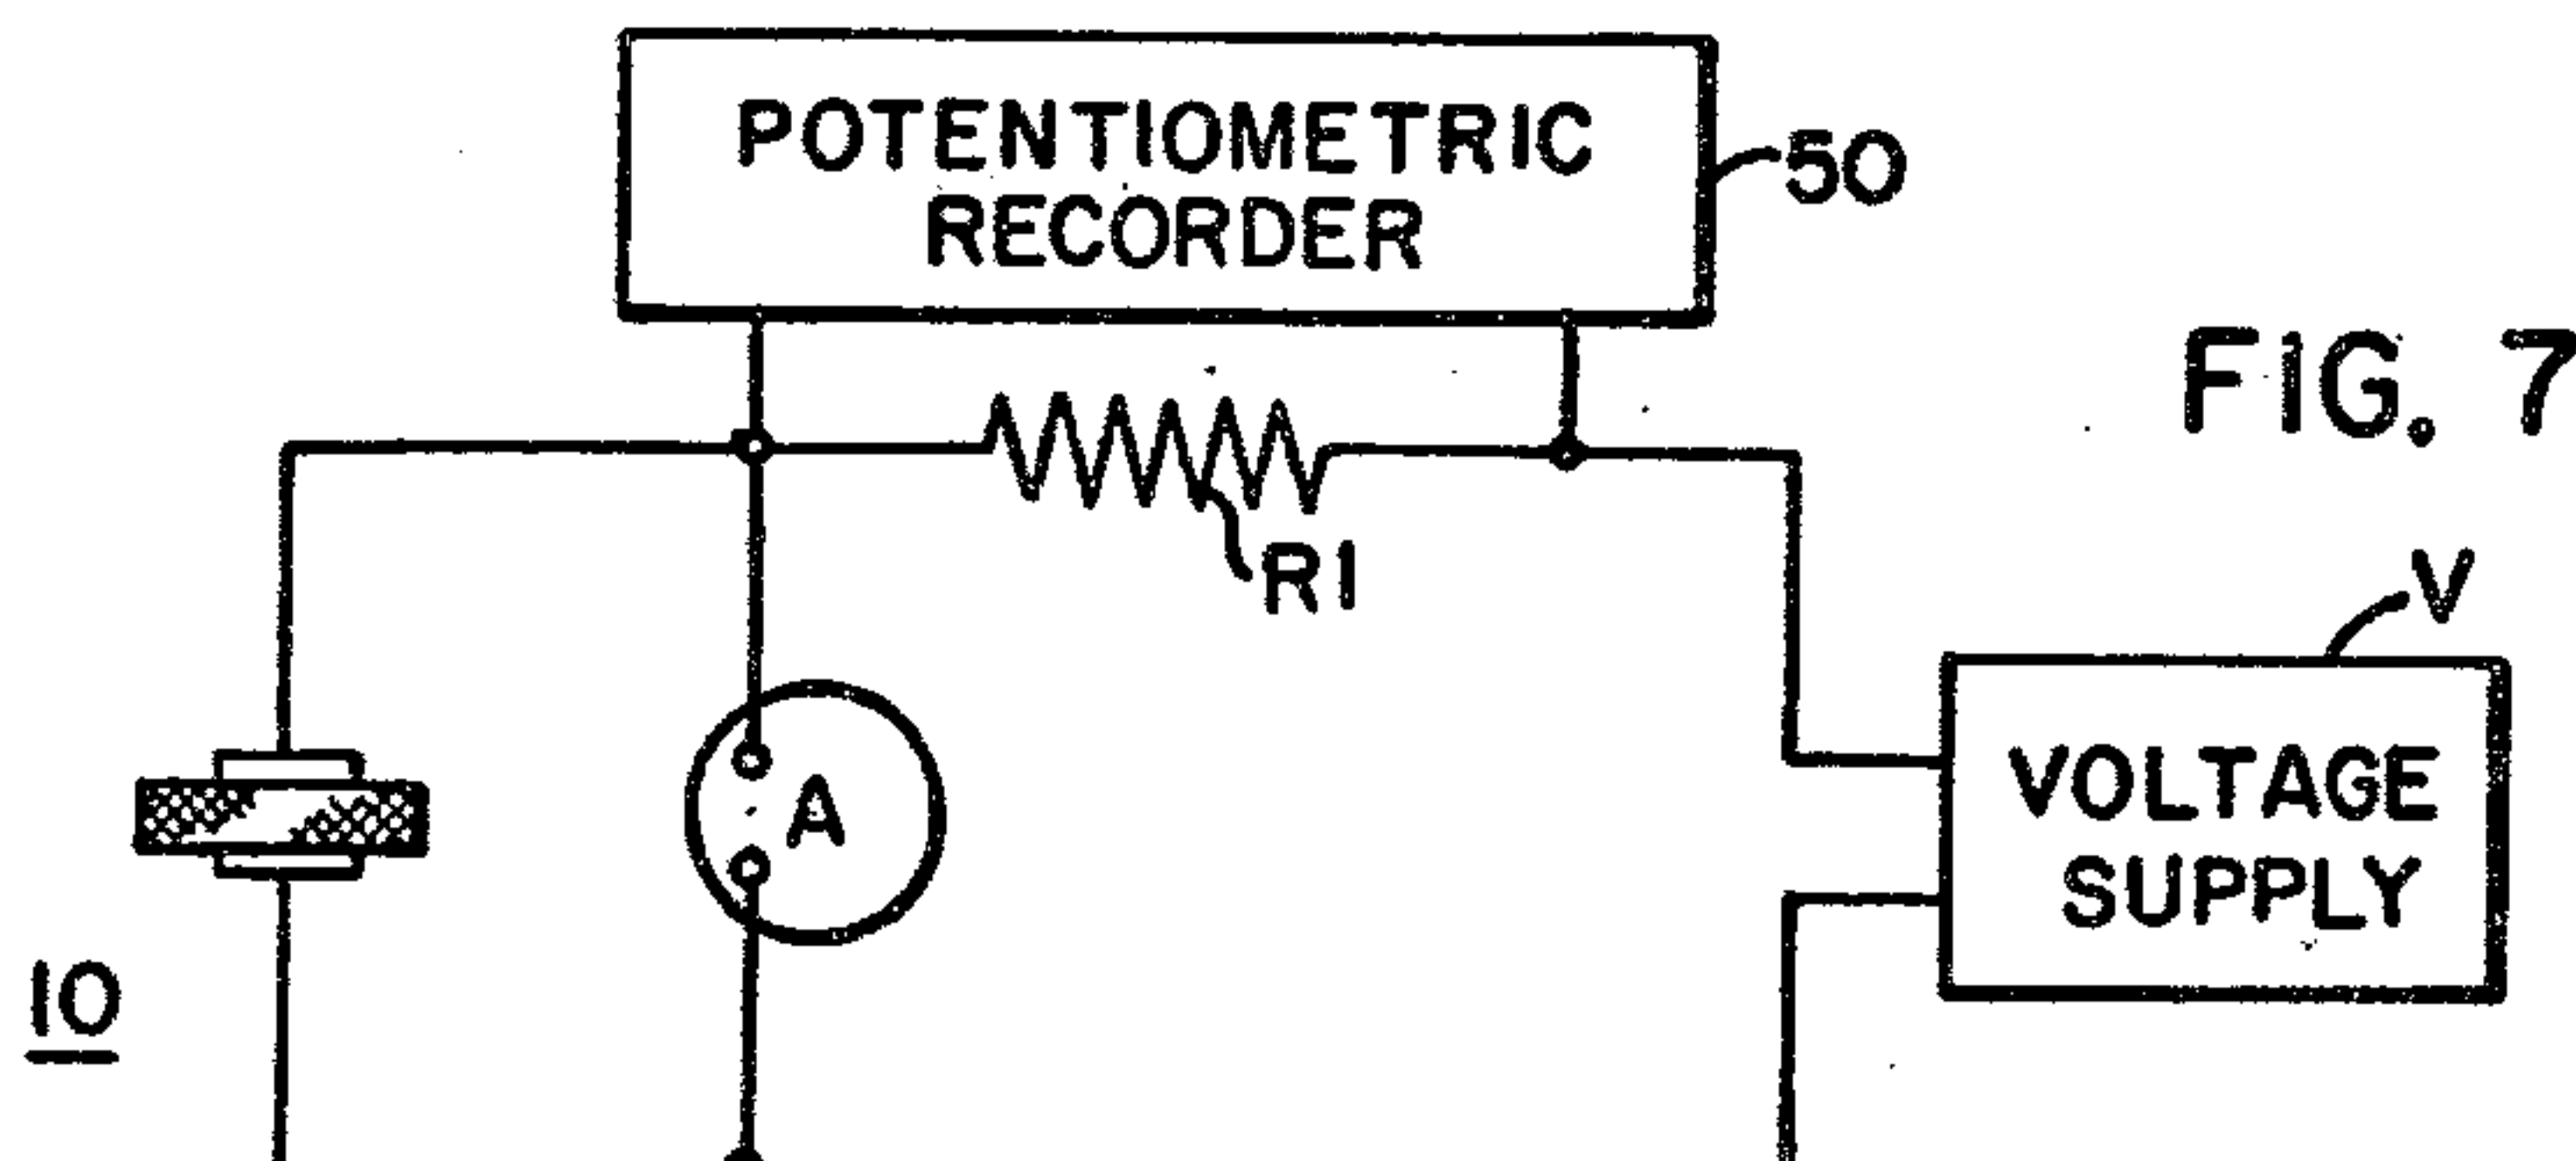 POTENTIOMETRIC
RECORDER
50
FIG. 7
R1
V
VOLTAGE
SUPPLY
A
10